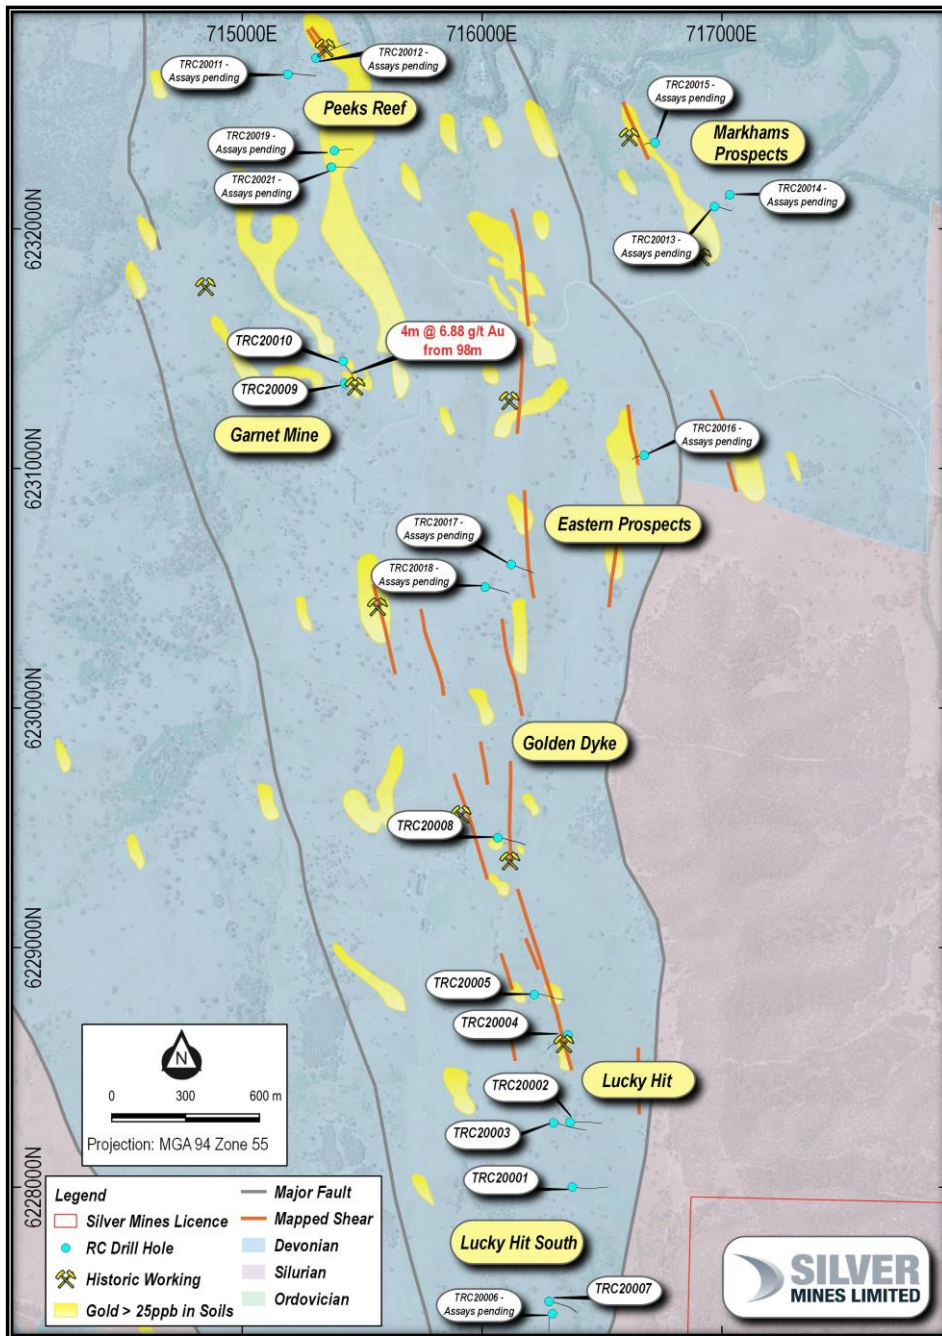 715000E
716000E
717000E
TRC20011 -
Assays pending
TRC20012 -
Assays pending
Peeks Reef
TRC20015 -
Assays pending
Markhams
Prospects
TRC20019 -
Assays pending
TRC20021 -
Assays pending
TRC20014 -
Assays pending
TRC20013 -
Assays pending
6232000N
TRC20010
4m @ 6.88 g/t Au
from 98m
TRC20009
Garnet Mine
TRC20016 -
Assays pending
6231000N
Eastern Prospects
TRC20017 -
Assays pending
TRC20018 -
Assays pending
6230000N
Golden Dyke
TRC20008
6229000N
TRC20005
TRC20004
Lucky Hit
TRC20002
TRC20003
TRC20001
6228000N
Lucky Hit South
TRC20007
TRC20006 -
Assays pending
N
0 300 600 m
Projection: MGA 94 Zone 55
Legend
Silver Mines Licence
RC Drill Hole
Historic Working
Gold > 25ppb in Soils
Major Fault
Mapped Shear
Devonian
Silurian
Ordovician
SILVER
MINES LIMITED